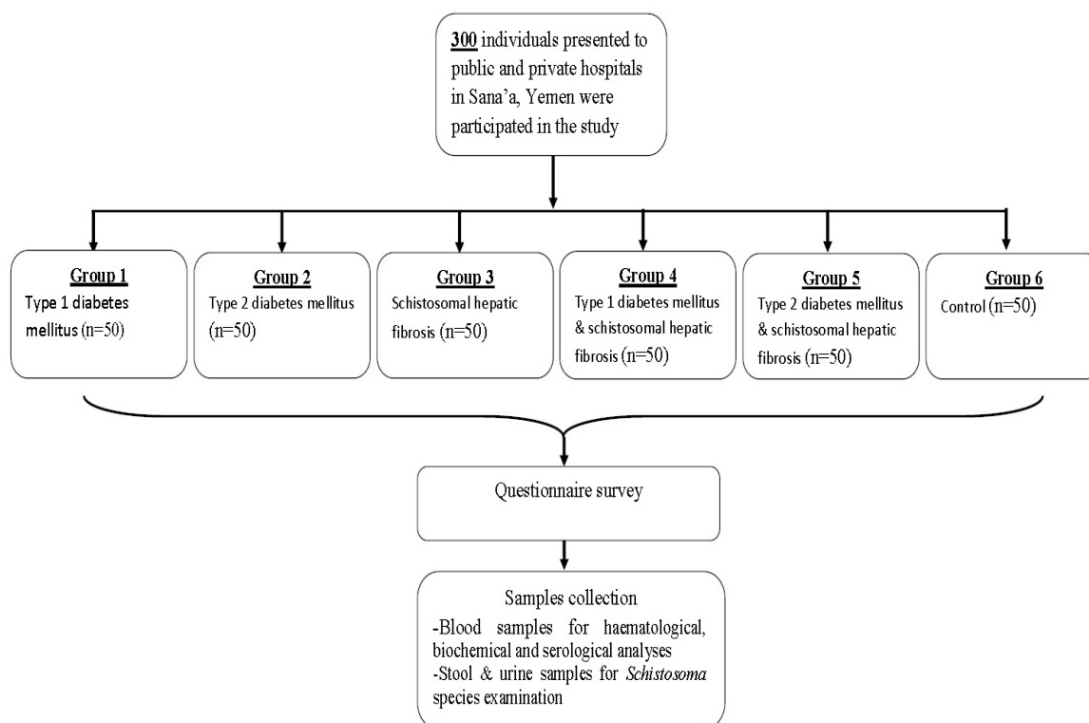 300 individuals presented to
public and private hospitals
in Sana’a, Yemen were
participated in the study
Group 1
Type 1 diabetes
mellitus (n=50)
Group 2
Type 2 diabetes mellitus
(n=50)
Group 3
Schistosomal hepatic
fibrosis (n=50)
Group 4
Type 1 diabetes mellitus
& schistosomal hepatic
fibrosis (n=50)
Group 5
Type 2 diabetes mellitus
& schistosomal hepatic
fibrosis (n=50)
Group 6
Control (n=50)
Questionnaire survey
Samples collection
-Blood samples for haematological,
biochemical and serological analyses
-Stool & urine samples for Schistosoma
species examination